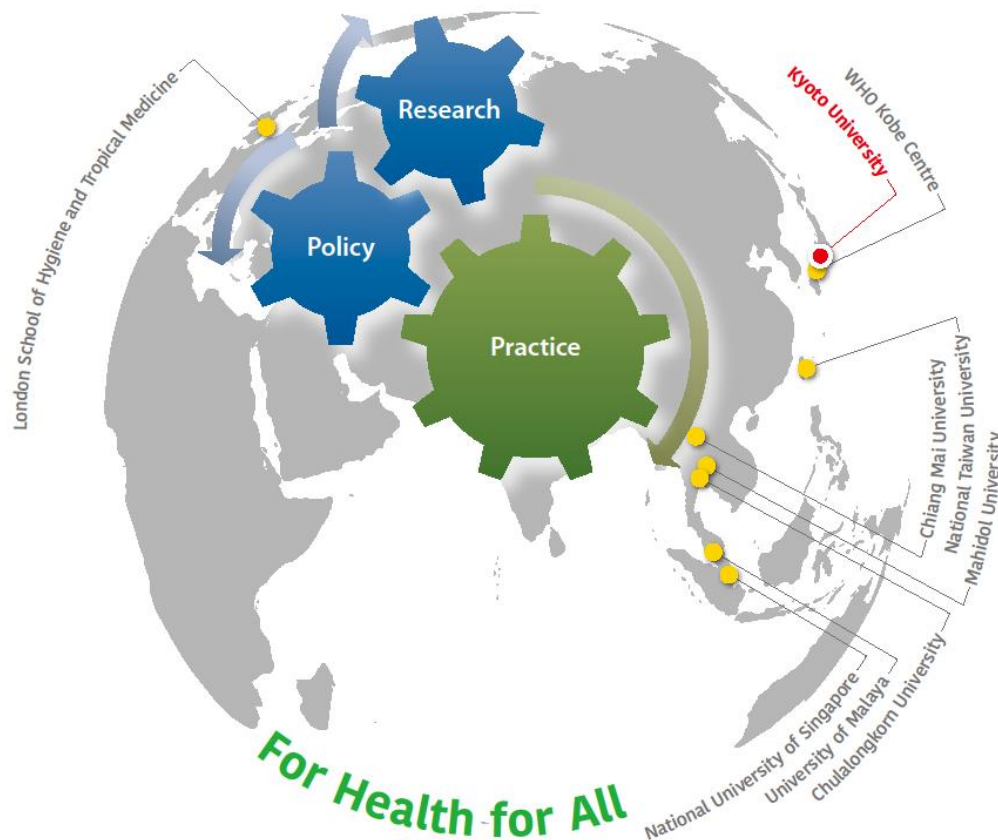 Research
Policy
Practice
London School of Hygiene and Tropical Medicine
Kyoto University
WHO Kobe Centre
Chiang Mai University
National Taiwan University
Mahidol University
Chulalongkorn University
University of Malaya
National University of Singapore
For Health for All